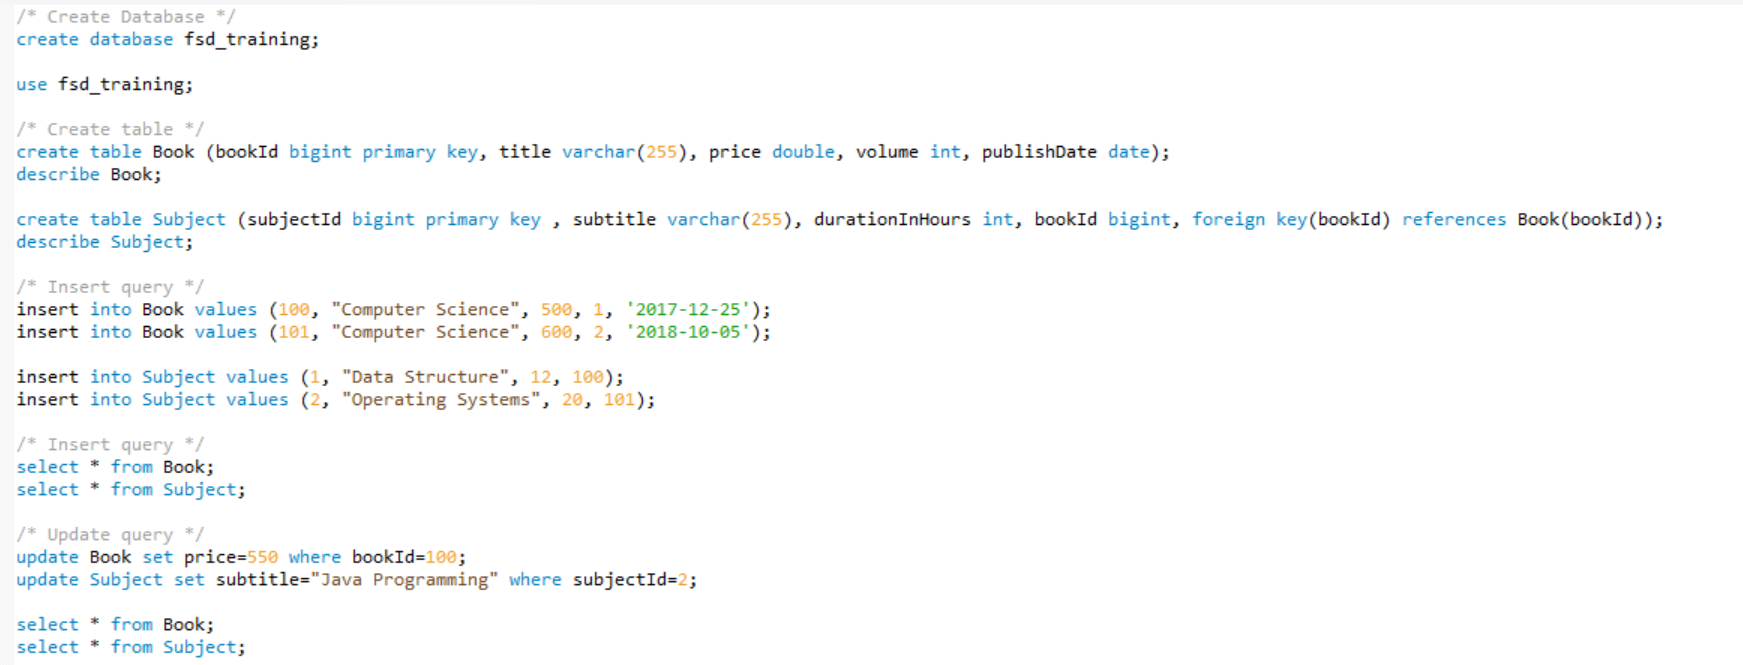 /* Create Database */
create database fsd_training;
use fsd_training;
/* Create table */
create table Book (bookId bigint primary key, title varchar(255), price double, volume int, publishDate date);
describe Book;
create table Subject (subjectId bigint primary key , subtitle varchar(255), durationInHours int, bookId bigint, foreign key(bookId) references Book(bookId));
describe Subject;
/* Insert query */
insert into Book values (100, "Computer Science", 500, 1, '2017-12-25');
insert into Book values (101, "Computer Science", 600, 2, '2018-10-05');
insert into Subject values (1, "Data Structure", 12, 100);
insert into Subject values (2, "Operating Systems", 20, 101);
/* Insert query */
select * from Book;
select * from Subject;
/* Update query */
update Book set price=550 where bookId=100;
update Subject set subtitle="Java Programming" where subjectId=2;
select * from Book;
select * from Subject;